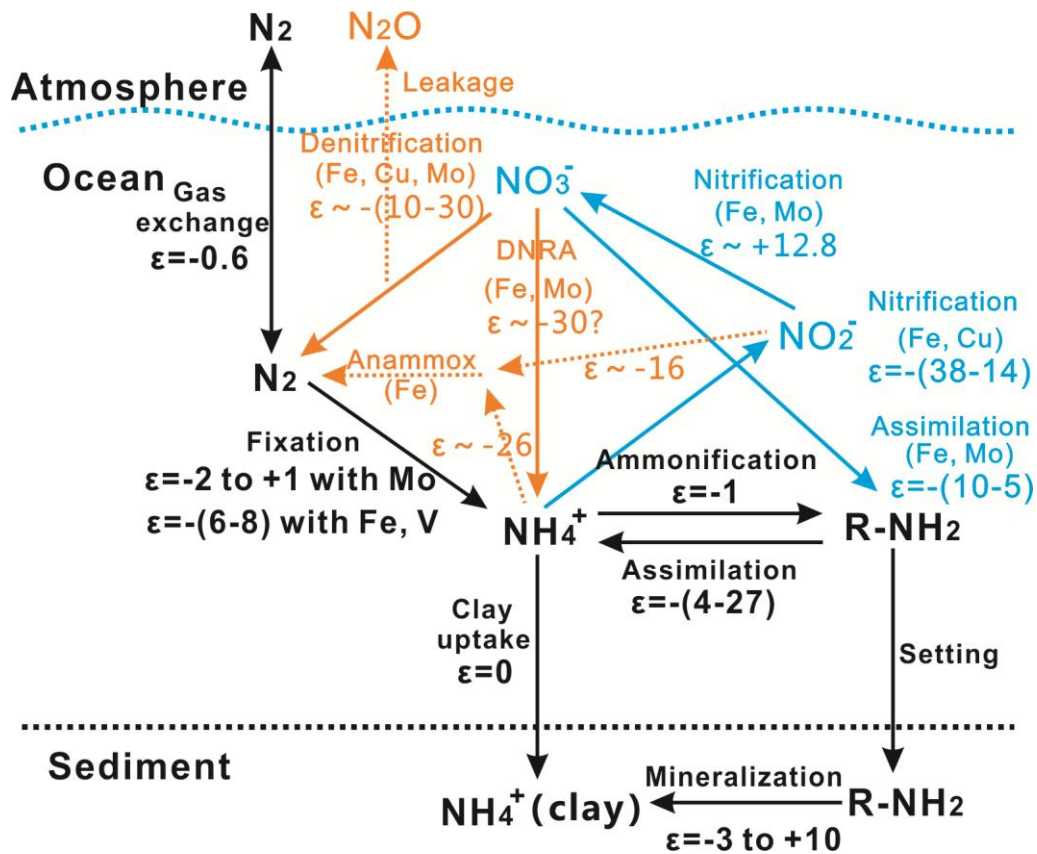 N2
N2O
Leakage
Atmosphere
Ocean
Gas
exchange
ε=-0.6
Denitrification
(Fe, Cu, Mo)
ε ~ -(10-30)
NO3-
Nitrification
(Fe, Mo)
ε ~ +12.8
DNRA
(Fe, Mo)
ε ~ -30?
NO2-
Nitrification
(Fe, Cu)
ε=-(38-14)
N2
Anammox
(Fe)
ε ~ -16
ε ~ -26
Fixation
ε=-2 to +1 with Mo
ε=-(6-8) with Fe, V
Assimilation
(Fe, Mo)
ε=-(10-5)
Ammonification
ε=-1
NH4+
R-NH2
Assimilation
ε=-(4-27)
Clay
uptake
ε=0
Setting
Sediment
NH4+(clay)
Mineralization
ε=-3 to +10
R-NH2